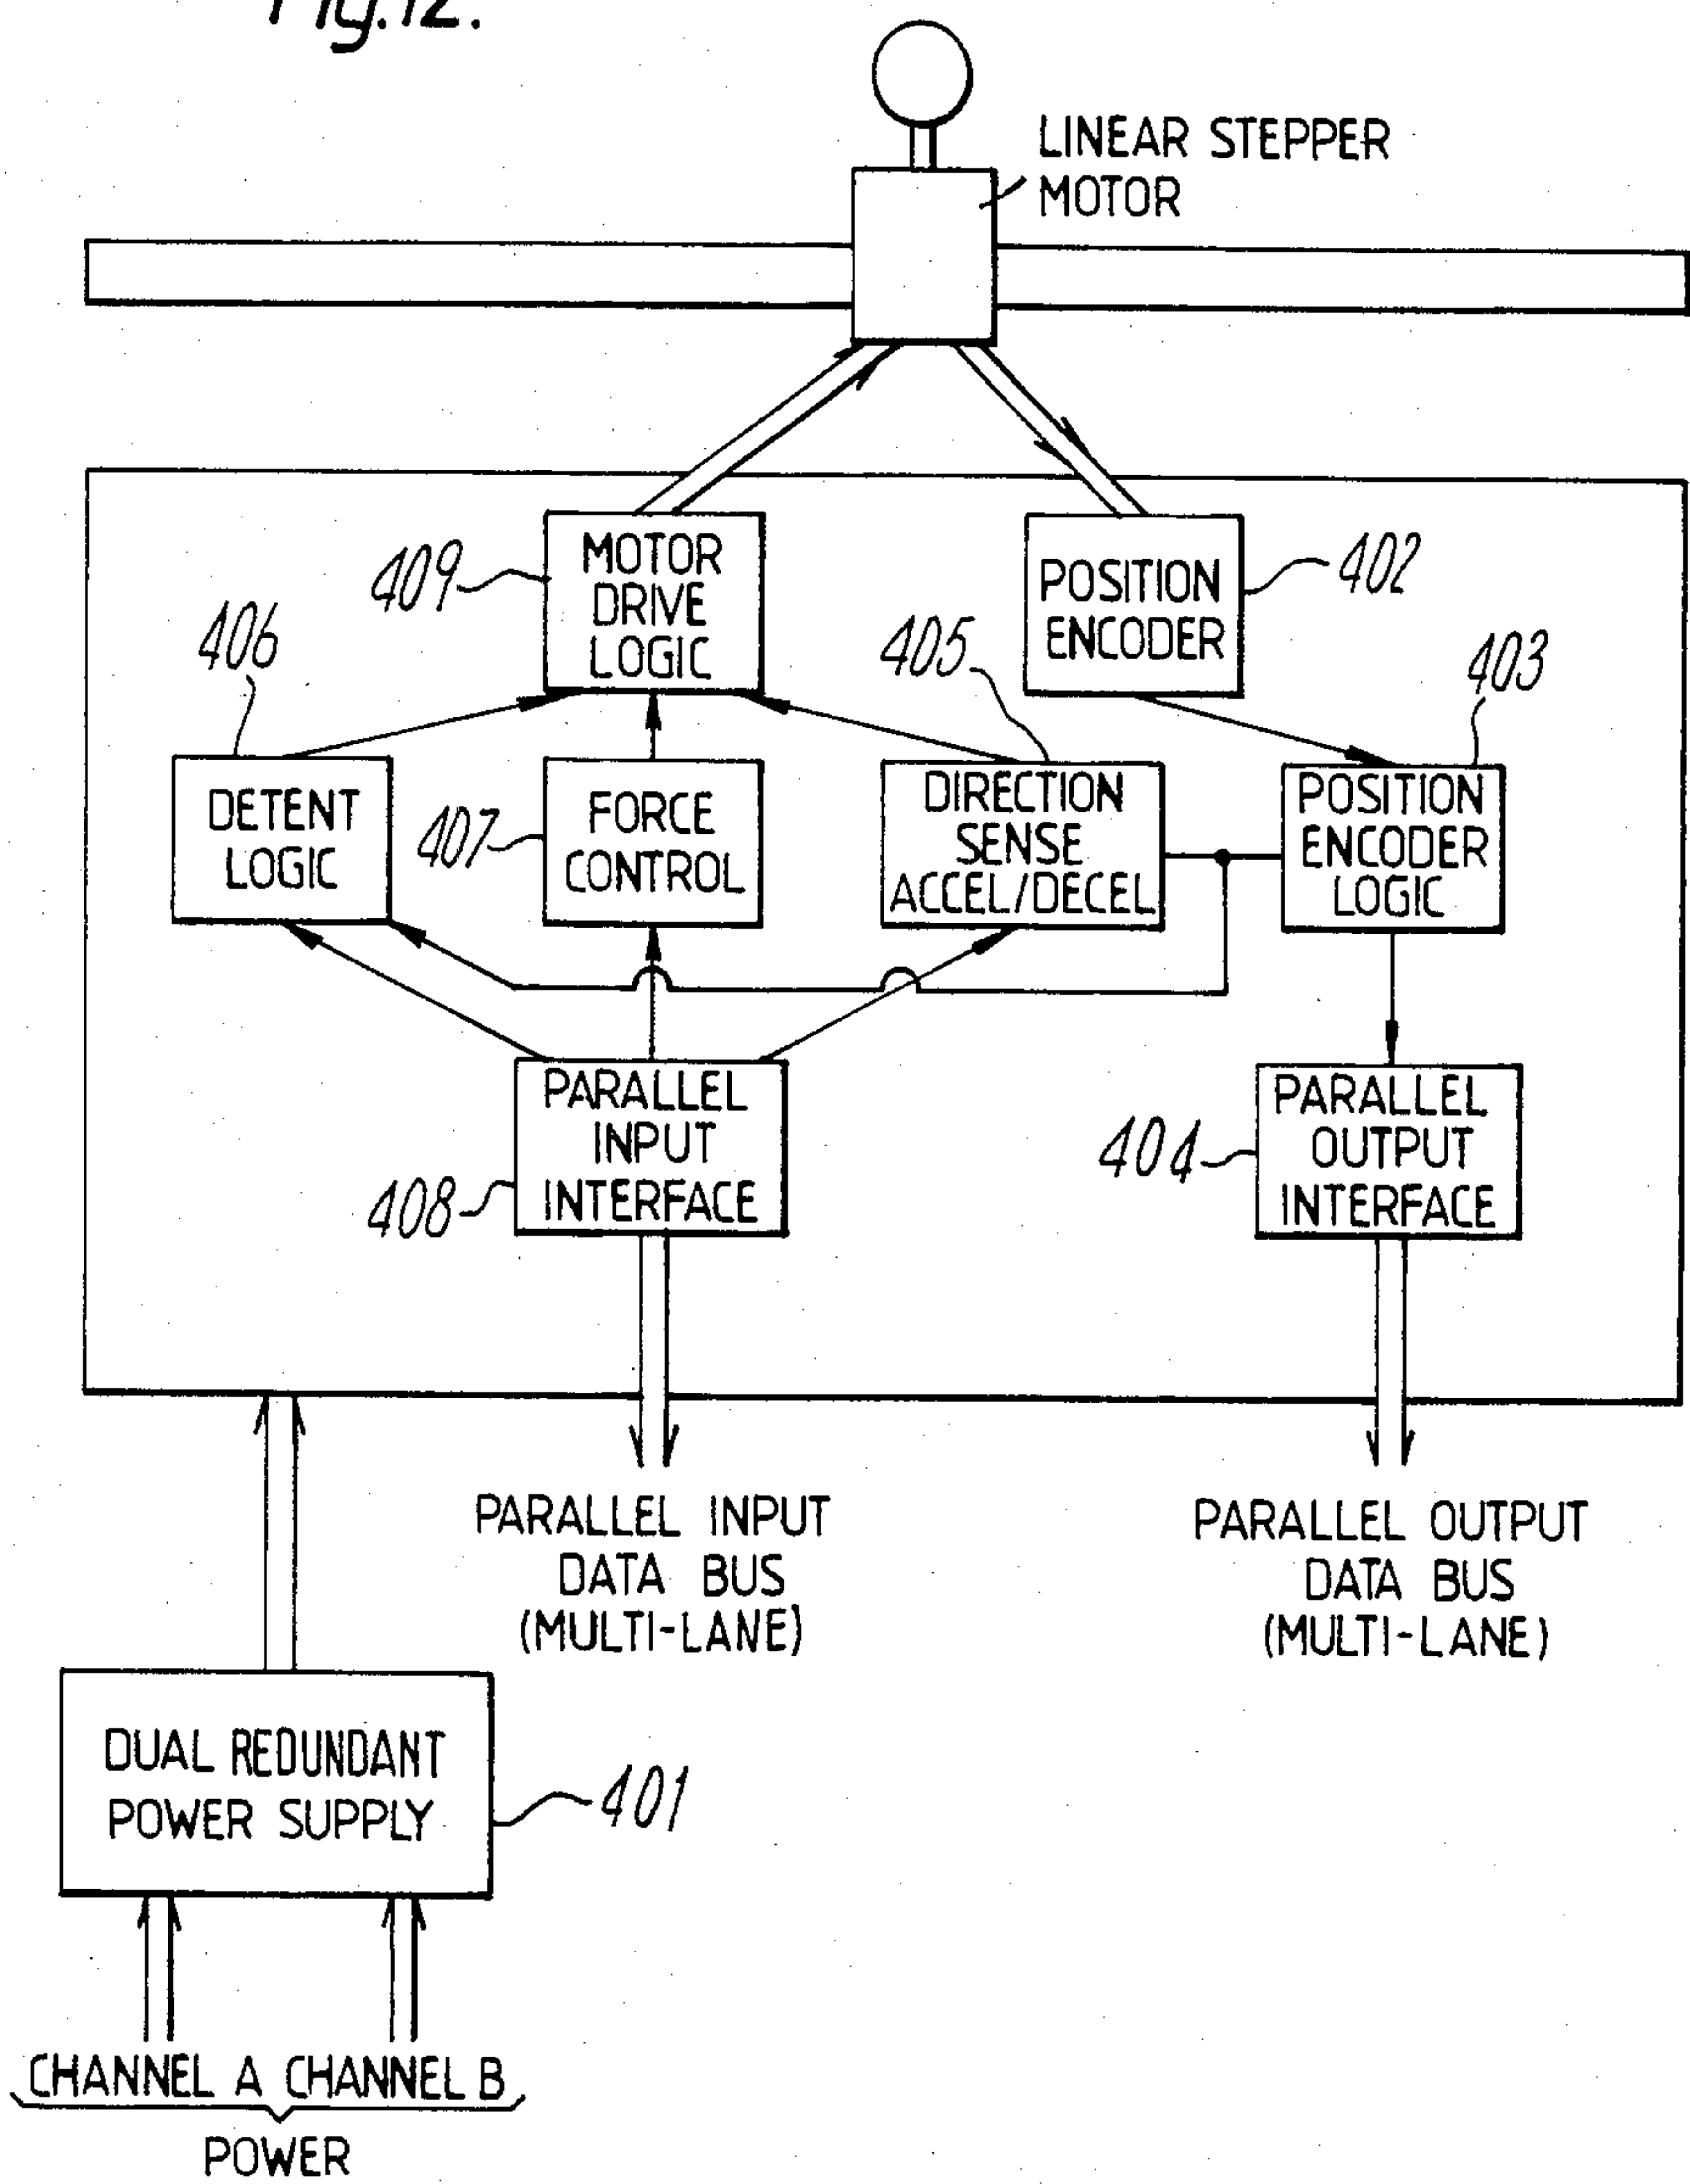 Fig.12.
LINEAR STEPPER
MOTOR
409
MOTOR
DRIVE
LOGIC
POSITION
ENCODER
402
406
405
403
DETENT
LOGIC
407
FORCE
CONTROL
DIRECTION
SENSE
ACCEL/DECEL
POSITION
ENCODER
LOGIC
408
PARALLEL
INPUT
INTERFACE
404
PARALLEL
OUTPUT
INTERFACE
PARALLEL INPUT
DATA BUS
(MULTI-LANE)
PARALLEL OUTPUT
DATA BUS
(MULTI-LANE)
DUAL REDUNDANT
POWER SUPPLY
401
CHANNEL A CHANNEL B
POWER